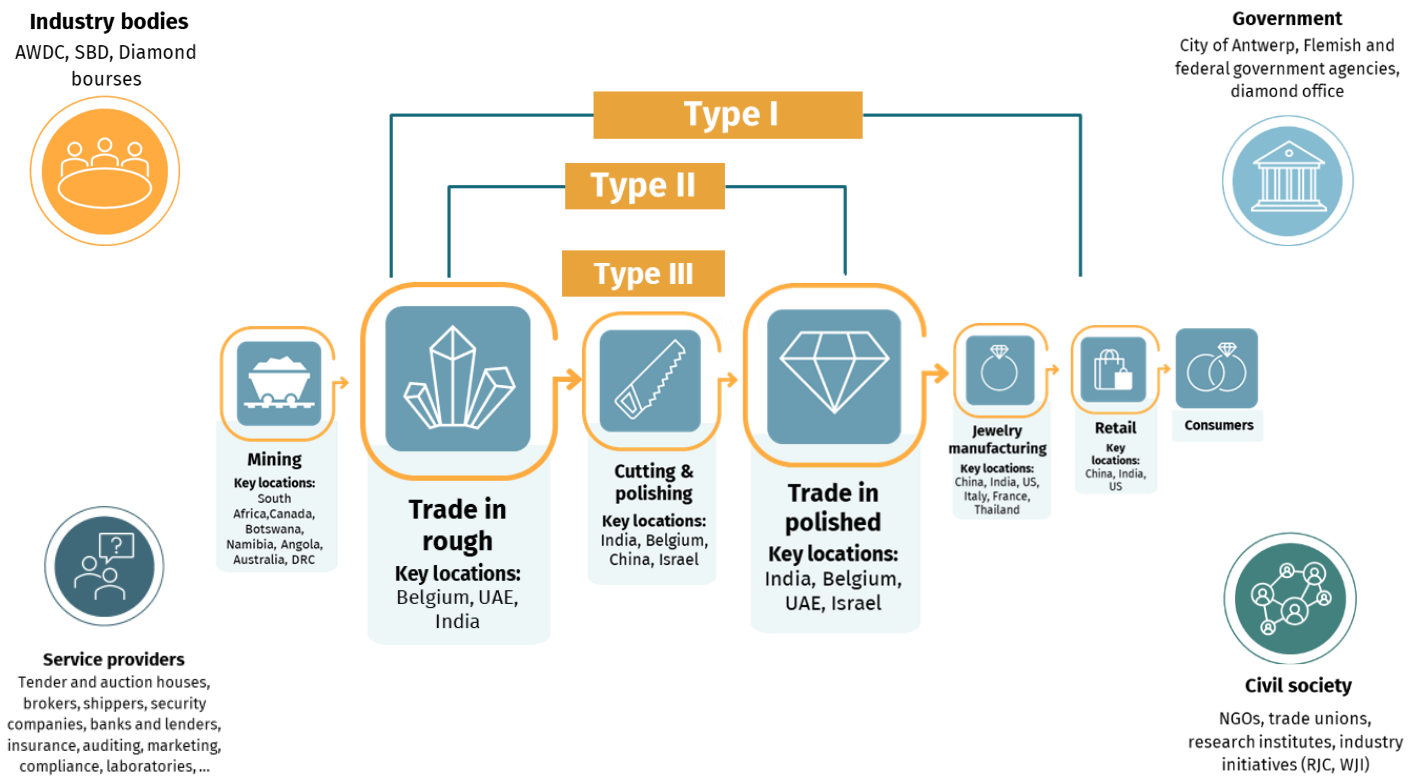 Industry bodies
AWDC, SBD, Diamond
bourses
Government
City of Antwerp, Flemish and
federal government agencies,
diamond office
Type I
Type II
Type III
Mining
Key locations:
South
Africa,Canada,
Botswana,
Namibia, Angola,
Australia, DRC
Trade in
rough
Key locations:
Belgium, UAE,
India
Cutting &
polishing
Key locations:
India, Belgium,
China, Israel
Trade in
polished
Key locations:
India, Belgium,
UAE, Israel
Jewelry
manufacturing
Key locations:
China, India, US,
Italy, France,
Thailand
Retail
Key
locations:
China, India,
US
Consumers
?
Service providers
Tender and auction houses,
brokers, shippers, security
companies, banks and lenders,
insurance, auditing, marketing,
compliance, laboratories, ...
Civil society
NGOs, trade unions,
research institutes, industry
initiatives (RJC, WJI)